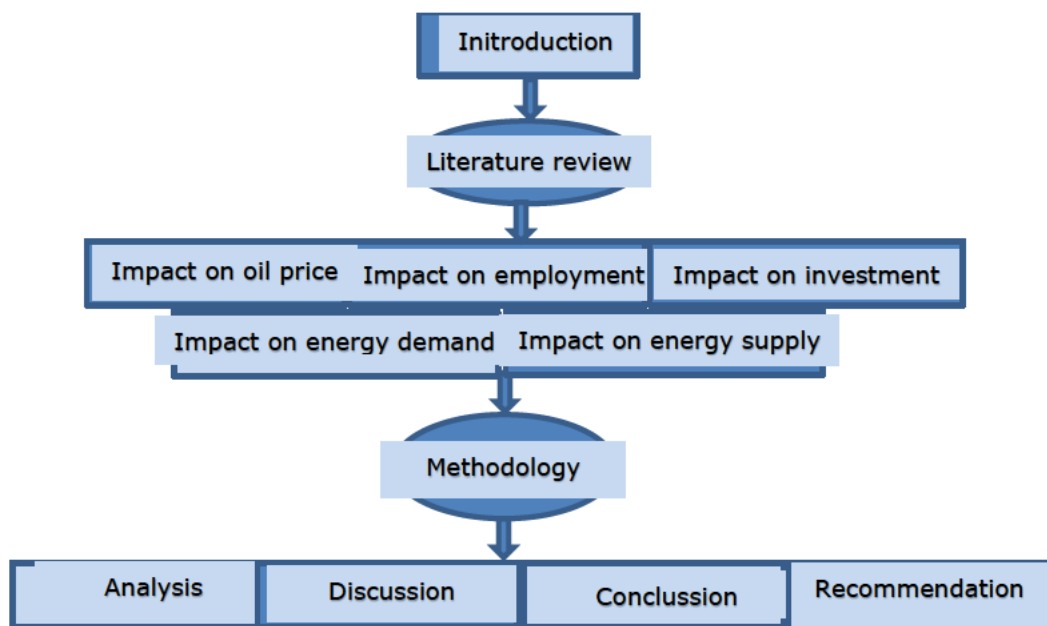 Initroduction
Literature review
Impact on oil price
Impact on employment
Impact on investment
Impact on energy demand
Impact on energy supply
Methodology
Analysis
Discussion
Conclussion
Recommendation